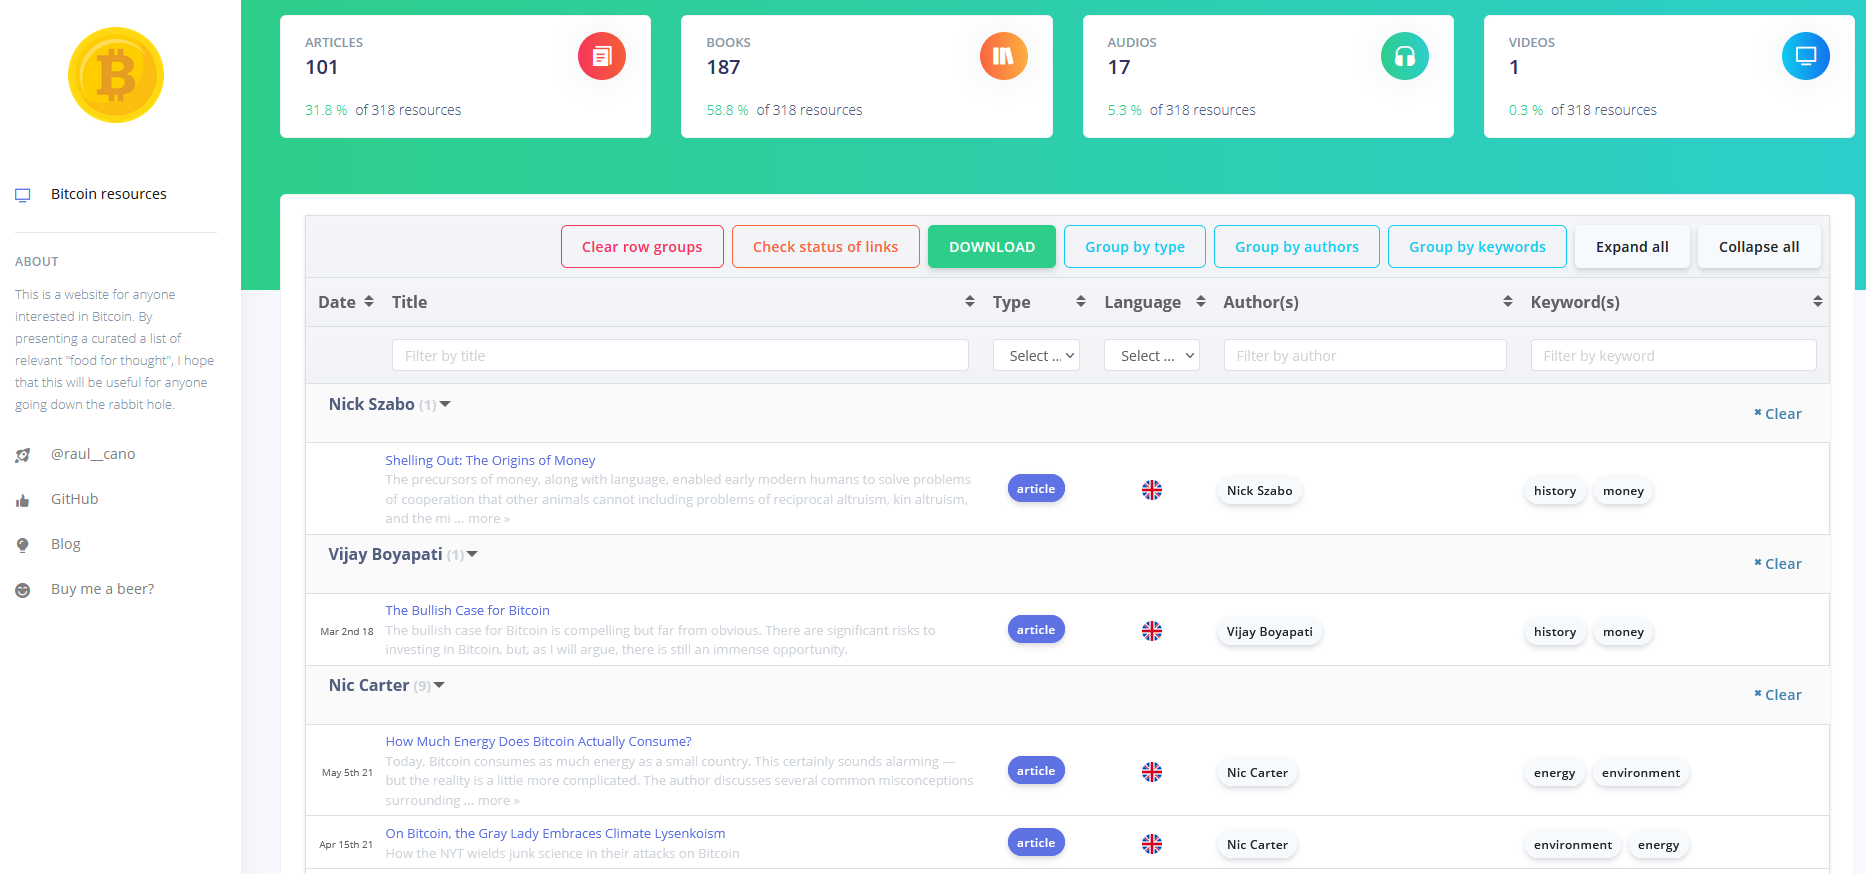 ARTICLES
101
31.8 % of 318 resources
BOOKS
187
58.8 % of 318 resources
AUDIOS
17
5.3 % of 318 resources
VIDEOS
1
0.3 % of 318 resources
Bitcoin resources
ABOUT
This is a website for anyone
interested in Bitcoin. By
presenting a curated a list of
relevant "food for thought", I hope
that this will be useful for anyone
going down the rabbit hole.
@raul__cano
GitHub
Blog
Buy me a beer?
Clear row groups Check status of links DOWNLOAD Group by type Group by authors Group by keywords Expand all Collapse all
Date Title Type Language Author(s) Keyword(s)
Filter by title Select ... Select ... Filter by author Filter by keyword
Nick Szabo (1) Clear
Shelling Out: The Origins of Money
The precursors of money, along with language, enabled early modern humans to solve problems
of cooperation that other animals cannot including problems of reciprocal altruism, kin altruism,
and the mi ... more »
article Nick Szabo history money
Vijay Boyapati (1) Clear
Mar 2nd 18
The Bullish Case for Bitcoin
The bullish case for Bitcoin is compelling but far from obvious. There are significant risks to
investing in Bitcoin, but, as I will argue, there is still an immense opportunity.
article Vijay Boyapati history money
Nic Carter (9) Clear
May 5th 21
How Much Energy Does Bitcoin Actually Consume?
Today, Bitcoin consumes as much energy as a small country. This certainly sounds alarming —
but the reality is a little more complicated. The author discusses several common misconceptions
surrounding ... more »
article Nic Carter energy environment
Apr 15th 21
On Bitcoin, the Gray Lady Embraces Climate Lysenkoism
How the NYT wields junk science in their attacks on Bitcoin
article Nic Carter environment energy